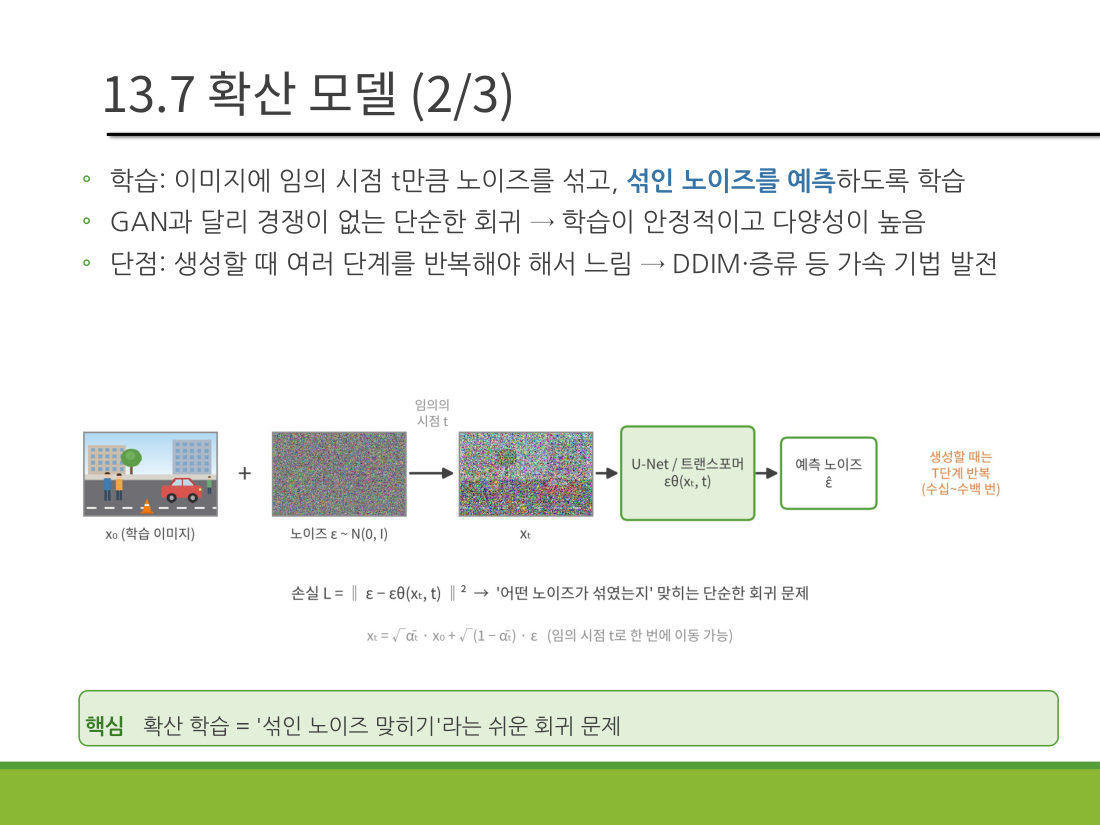 13.7 확산 모델 (2/3)
학습: 이미지에 임의 시점 t만큼 노이즈를 섞고, 섞인 노이즈를 예측하도록 학습
GAN과 달리 경쟁이 없는 단순한 회귀 → 학습이 안정적이고 다양성이 높음
단점: 생성할 때 여러 단계를 반복해야 해서 느림 → DDIM·증류 등 가속 기법 발전
임의의
시점 t
+
U-Net / 트랜스포머
εθ(xₜ, t)
예측 노이즈
ε̂
생성할 때는
T단계 반복
(수십~수백 번)
x₀ (학습 이미지)
노이즈 ε ~ N(0, I)
xₜ
손실 L = ‖ ε − εθ(xₜ, t) ‖² → '어떤 노이즈가 섞였는지' 맞히는 단순한 회귀 문제
xₜ = √ᾱₜ · x₀ + √(1 − ᾱₜ) · ε (임의 시점 t로 한 번에 이동 가능)
핵심 확산 학습 = '섞인 노이즈 맞히기'라는 쉬운 회귀 문제